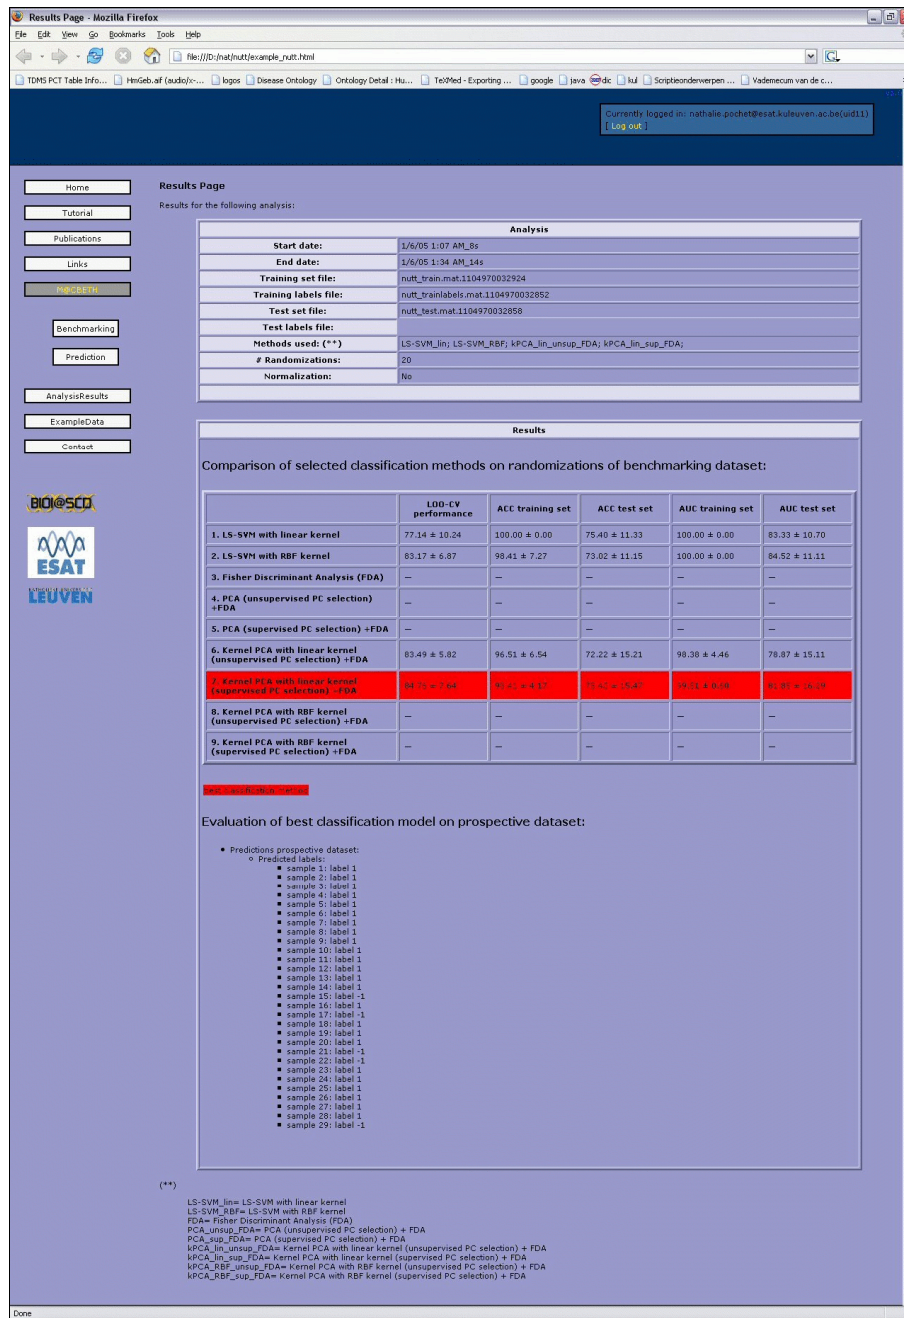 Results Page - Mozilla Firefox
File Edit View Go Bookmarks Tools Help
file:///D:/nat/nutt/example_nutt.html
TDMS PCT Table Info... HmGeb.aif (audio/x-... logos Disease Ontology Ontology Detail : Hu... TeXMed - Exporting ... google java dic kul Scriptieonderwerpen ... Vademecum van de c...
Currently logged in: nathalie.pochet@esat.kuleuven.ac.be(uid11)
[ Log out ]
Home
Tutorial
Publications
Links
M@CBETH
Benchmarking
Prediction
AnalysisResults
ExampleData
Contact
BIOI@SCD
ESAT
LEUVEN
Results Page
Results for the following analysis:
Analysis
Start date: 1/6/05 1:07 AM_8s
End date: 1/6/05 1:34 AM_14s
Training set file: nutt_train.mat.1104970032924
Training labels file: nutt_trainlabels.mat.1104970032852
Test set file: nutt_test.mat.1104970032858
Test labels file:
Methods used: (**) LS-SVM_lin; LS-SVM_RBF; kPCA_lin_unsup_FDA; kPCA_lin_sup_FDA;
# Randomizations: 20
Normalization: No
Results
Comparison of selected classification methods on randomizations of benchmarking dataset:
LOO-CV performance ACC training set ACC test set AUC training set AUC test set
1. LS-SVM with linear kernel 77.14 ± 10.24 100.00 ± 0.00 75.40 ± 11.33 100.00 ± 0.00 83.33 ± 10.70
2. LS-SVM with RBF kernel 83.17 ± 6.87 98.41 ± 7.27 73.02 ± 11.15 100.00 ± 0.00 84.52 ± 11.11
3. Fisher Discriminant Analysis (FDA) — — — — —
4. PCA (unsupervised PC selection) +FDA — — — — —
5. PCA (supervised PC selection) +FDA — — — — —
6. Kernel PCA with linear kernel (unsupervised PC selection) +FDA 83.49 ± 5.82 96.51 ± 6.54 72.22 ± 15.21 98.38 ± 4.46 78.87 ± 15.11
7. Kernel PCA with linear kernel (supervised PC selection) +FDA
8. Kernel PCA with RBF kernel (unsupervised PC selection) +FDA — — — — —
9. Kernel PCA with RBF kernel (supervised PC selection) +FDA — — — — —
best classification method
Evaluation of best classification model on prospective dataset:
Predictions prospective dataset:
Predicted labels:
sample 1: label 1
sample 2: label 1
sample 3: label 1
sample 4: label 1
sample 5: label 1
sample 6: label 1
sample 7: label 1
sample 8: label 1
sample 9: label 1
sample 10: label 1
sample 11: label 1
sample 12: label 1
sample 13: label 1
sample 14: label 1
sample 15: label -1
sample 16: label 1
sample 17: label -1
sample 18: label 1
sample 19: label 1
sample 20: label 1
sample 21: label -1
sample 22: label -1
sample 23: label 1
sample 24: label 1
sample 25: label 1
sample 26: label 1
sample 27: label 1
sample 28: label 1
sample 29: label -1
(**)
LS-SVM_lin= LS-SVM with linear kernel
LS-SVM_RBF= LS-SVM with RBF kernel
FDA= Fisher Discriminant Analysis (FDA)
PCA_unsup_FDA= PCA (unsupervised PC selection) + FDA
PCA_sup_FDA= PCA (supervised PC selection) + FDA
kPCA_lin_unsup_FDA= Kernel PCA with linear kernel (unsupervised PC selection) + FDA
kPCA_lin_sup_FDA= Kernel PCA with linear kernel (supervised PC selection) + FDA
kPCA_RBF_unsup_FDA= Kernel PCA with RBF kernel (unsupervised PC selection) + FDA
kPCA_RBF_sup_FDA= Kernel PCA with RBF kernel (supervised PC selection) + FDA
Done